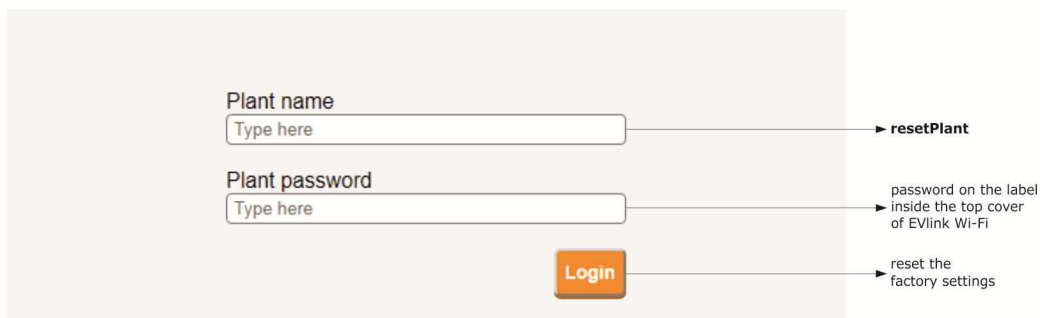 Plant name
Type here
resetPlant
Plant password
Type here
password on the label
inside the top cover
of EVlink Wi-Fi
Login
reset the
factory settings